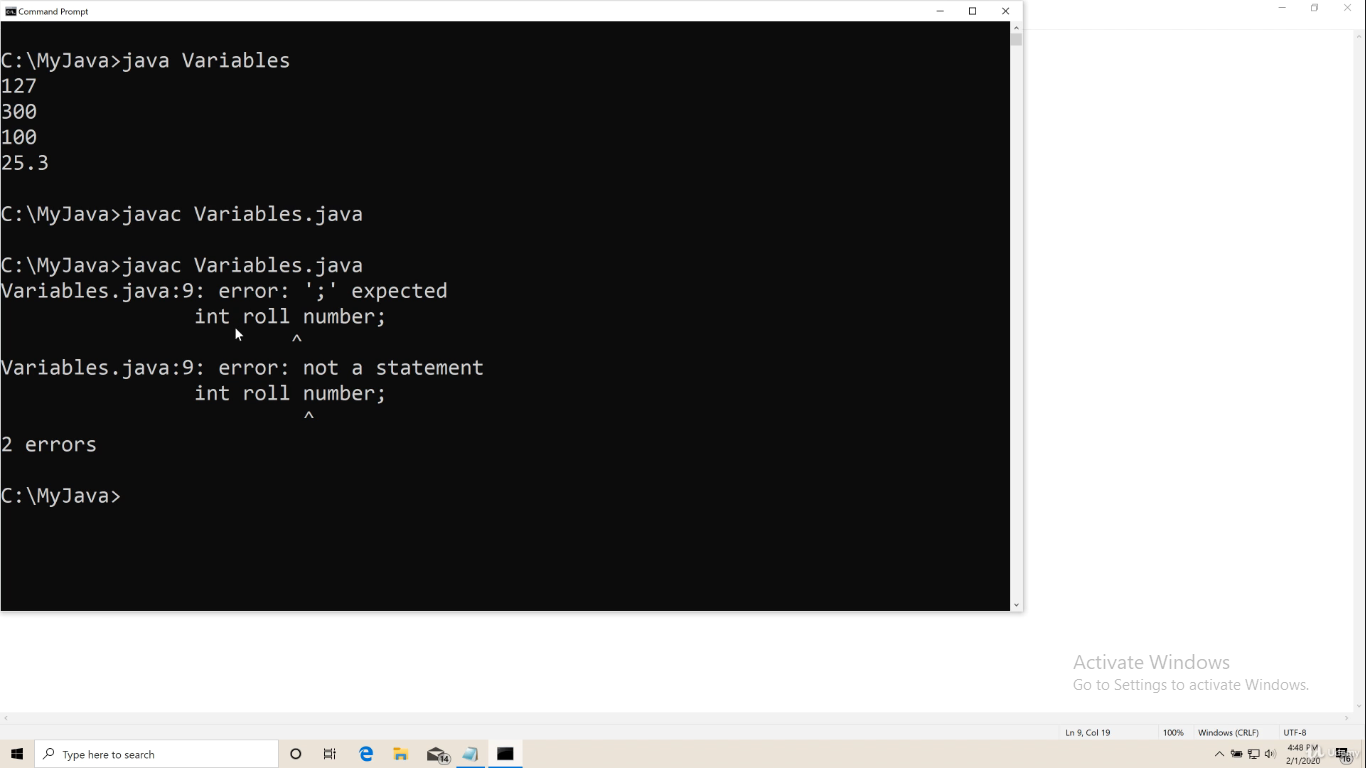 Command Prompt
C:\MyJava>java Variables
127
300
100
25.3
C:\MyJava>javac Variables.java
C:\MyJava>javac Variables.java
Variables.java:9: error: ';' expected
int roll number;
^
Variables.java:9: error: not a statement
int roll number;
^
2 errors
C:\MyJava>
Activate Windows
Go to Settings to activate Windows.
Ln 9, Col 19
100%
Windows (CRLF)
UTF-8
Type here to search
14
4:48 PM
2/1/2020
16